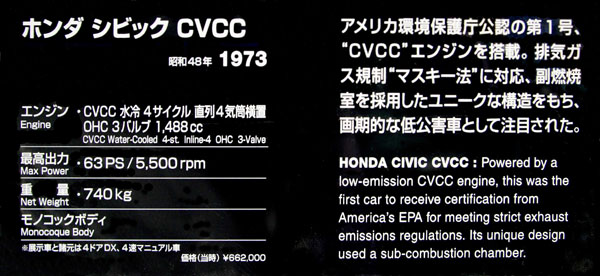 ホンダ シビック CVCC
昭和48年 1973
エンジン ・CVCC 水冷 4サイクル 直列4気筒横置
Engine OHC 3バルブ 1,488cc
CVCC Water-Cooled 4-st. Inline-4 OHC 3-Valve
最高出力 ・63PS/5,500rpm
Max Power
重量 ・740kg
Net Weight
モノコックボディ
Monocoque Body
※展示車と諸元は4ドアDX、4速マニュアル車
価格(当時) ¥662,000
アメリカ環境保護庁公認の第1号、
“CVCC”エンジンを搭載。排気ガ
ス規制“マスキー法”に対応、副燃焼
室を採用したユニークな構造をもち、
画期的な低公害車として注目された。
HONDA CIVIC CVCC : Powered by a
low-emission CVCC engine, this was the
first car to receive certification from
America's EPA for meeting strict exhaust
emissions regulations. Its unique design
used a sub-combustion chamber.